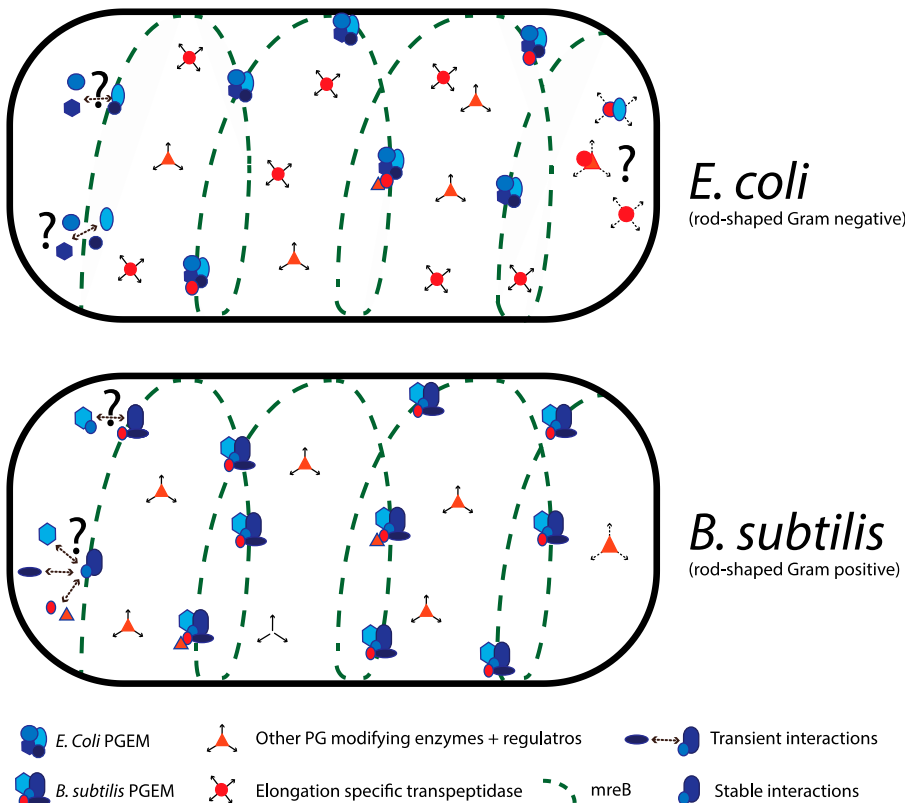 ?
?
?
E. coli
(rod-shaped Gram negative)
?
?
B. subtilis
(rod-shaped Gram positive)
E. Coli PGEM
Other PG modifying enzymes + regulatros
Transient interactions
B. subtilis PGEM
Elongation specific transpeptidase
mreB
Stable interactions